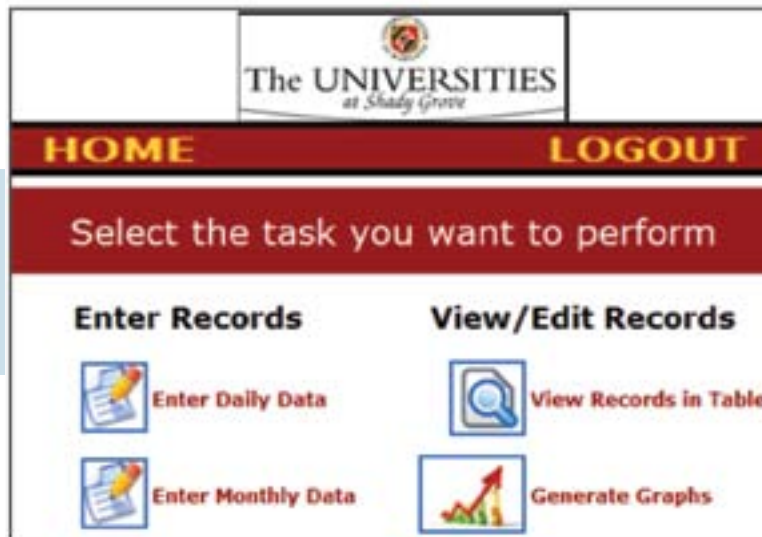 The UNIVERSITIES
at Shady Grove
HOME LOGOUT
Select the task you want to perform
Enter Records View/Edit Records
Enter Daily Data View Records in Table
Enter Monthly Data Generate Graphs